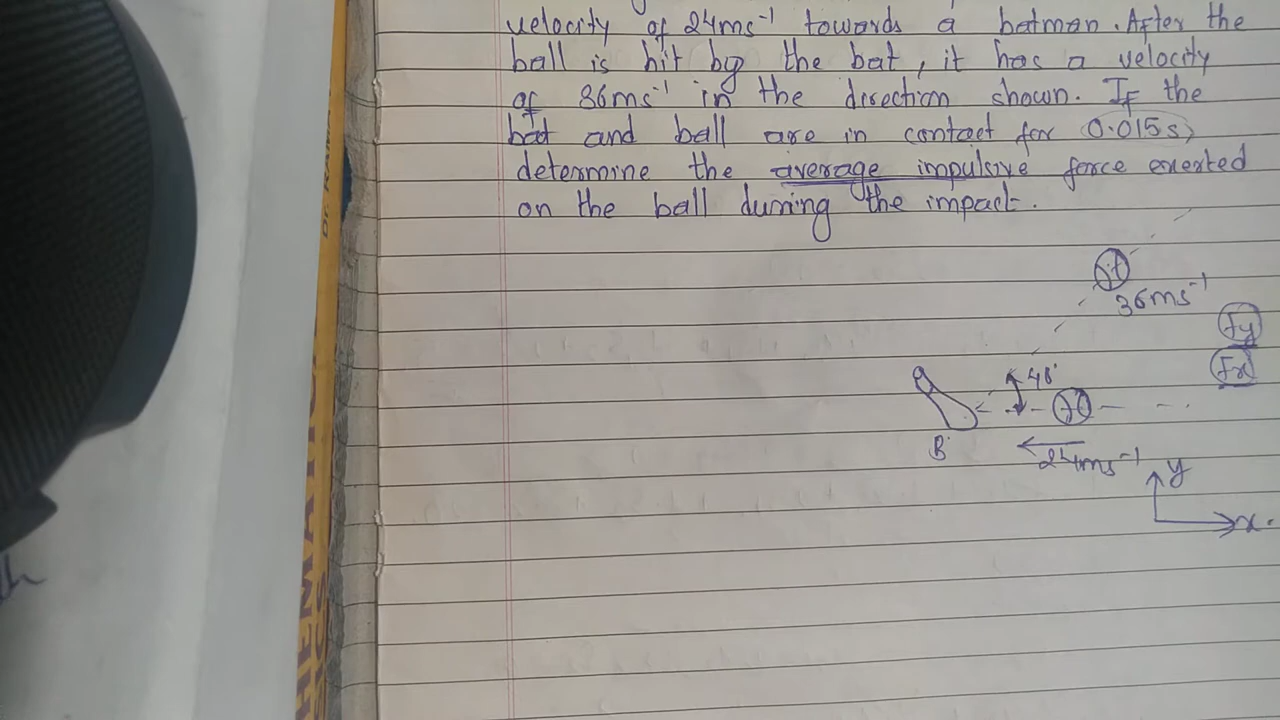 velocity of 24ms⁻¹ towards a batman. After the
ball is hit by the bat, it has a velocity
of 36ms⁻¹ in the direction shown. If the
bat and ball are in contact for 0.015s,
determine the average impulsive force exerted
on the ball during the impact.
36ms⁻¹
Fy
Fx
B
24ms⁻¹
y
x